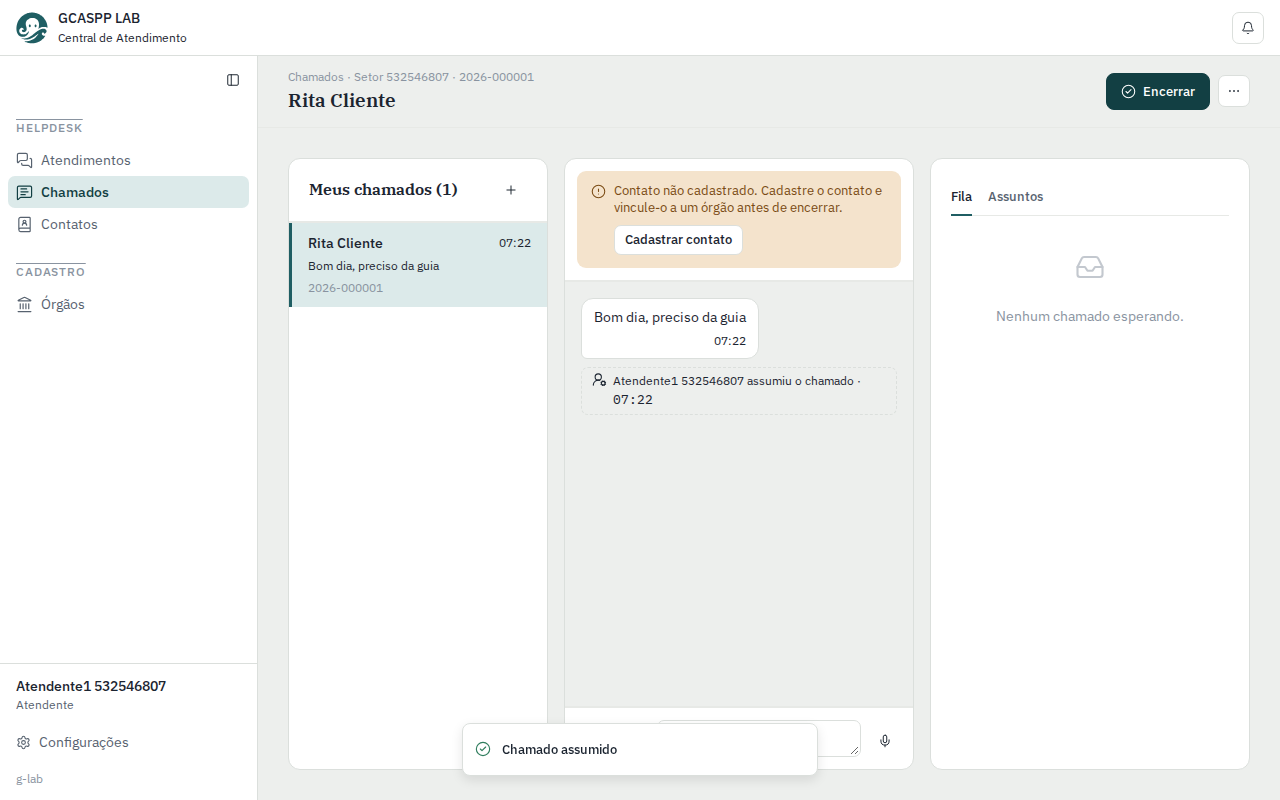 GCASPP LAB
Central de Atendimento
HELPDESK
Atendimentos
Chamados
Contatos
CADASTRO
Órgãos
Atendente1 532546807
Atendente
Configurações
g-lab
Chamados · Setor 532546807 · 2026-000001
Rita Cliente
Encerrar
Meus chamados (1)
Rita Cliente 07:22
Bom dia, preciso da guia
2026-000001
Contato não cadastrado. Cadastre o contato e
vincule-o a um órgão antes de encerrar.
Cadastrar contato
Bom dia, preciso da guia
07:22
Atendente1 532546807 assumiu o chamado ·
07:22
Chamado assumido
Fila Assuntos
Nenhum chamado esperando.